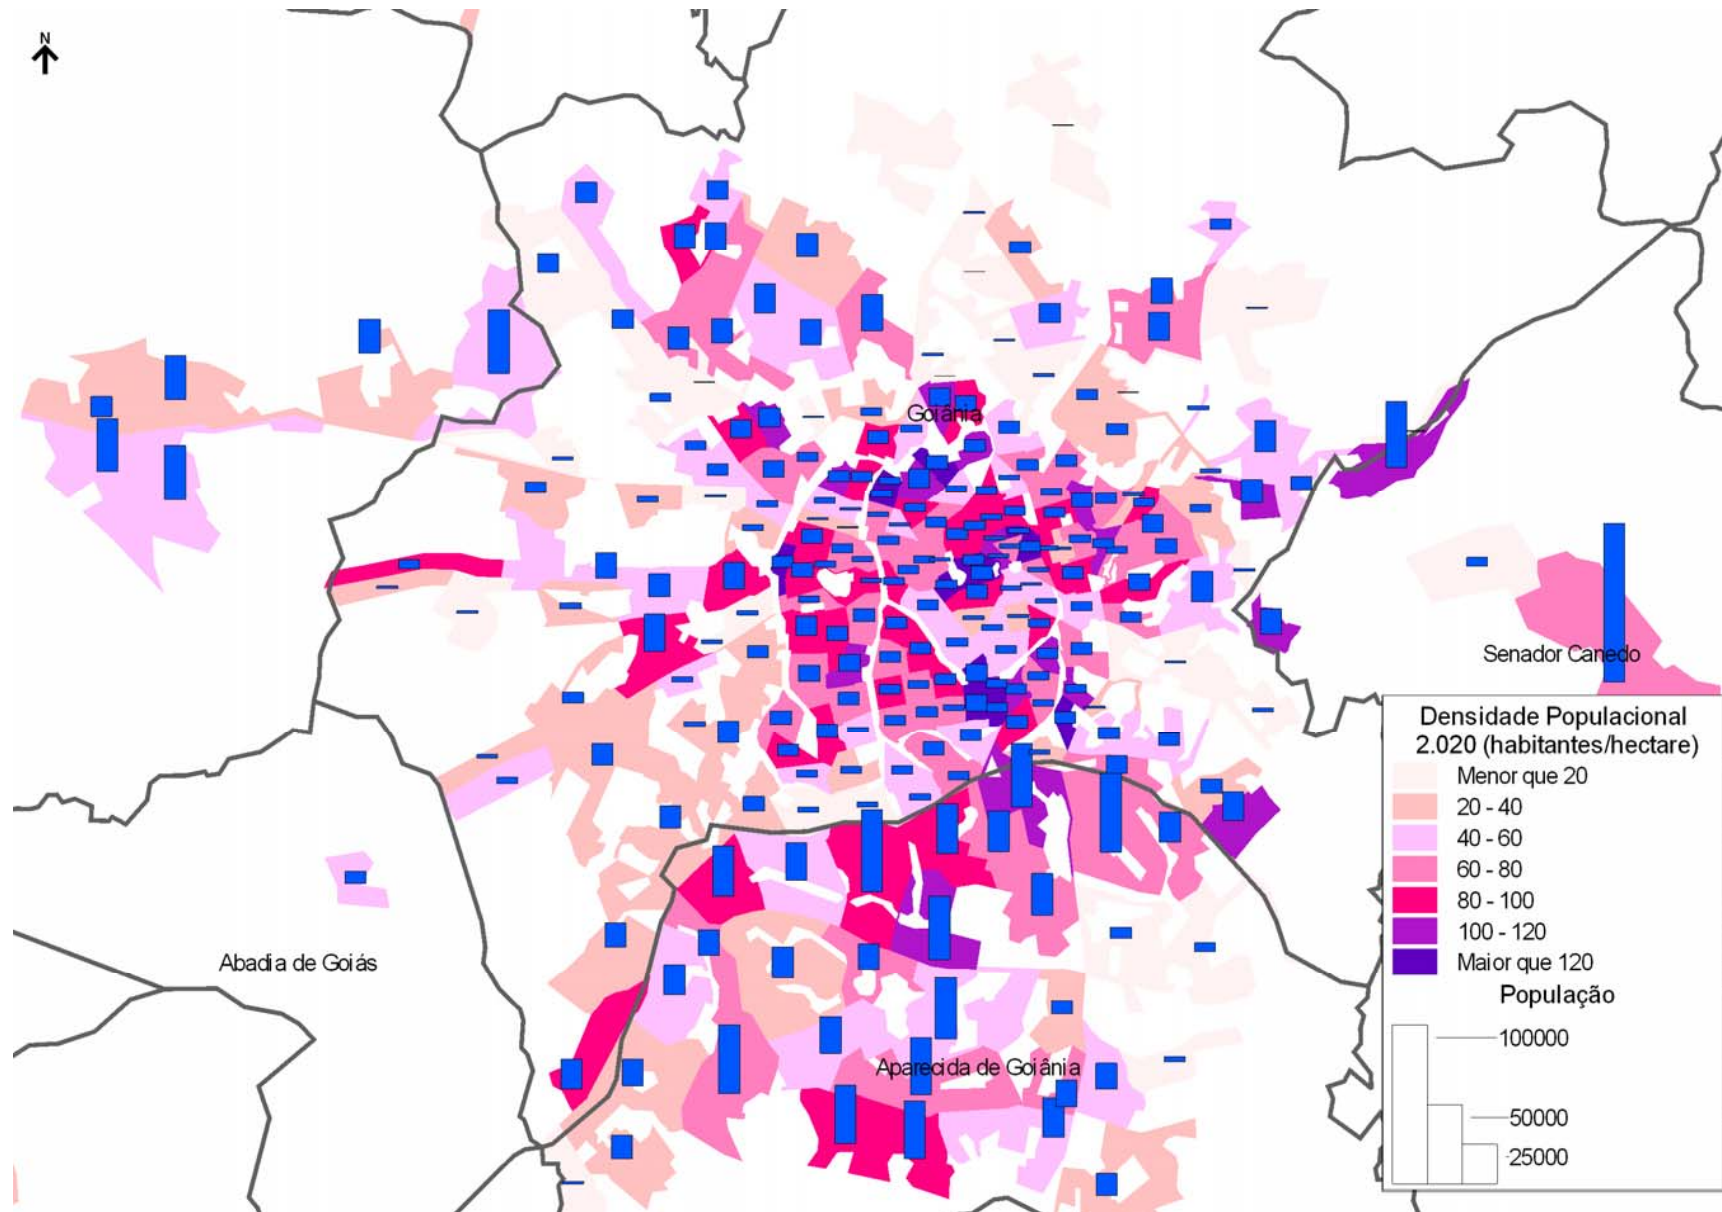 N
Goiânia
Senador Canedo
Densidade Populacional
2.020 (habitantes/hectare)
Menor que 20
20 - 40
40 - 60
60 - 80
80 - 100
100 - 120
Maior que 120
População
100000
50000
25000
Abadia de Goiás
Aparecida de Goiânia